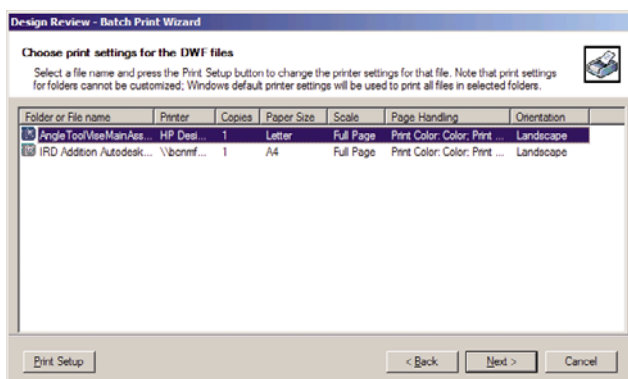 Design Review - Batch Print Wizard
Choose print settings for the DWF files
Select a file name and press the Print Setup button to change the printer settings for that file. Note that print settings
for folders cannot be customized; Windows default printer settings will be used to print all files in selected folders.
Folder or File name Printer Copies Paper Size Scale Page Handling Orientation
AngleToolViseMainAss... HP Desi... 1 Letter Full Page Print Color: Color; Print ... Landscape
IRD Addition Autodesk... \\bcnmf... 1 A4 Full Page Print Color: Color; Print ... Landscape
Print Setup < Back Next > Cancel